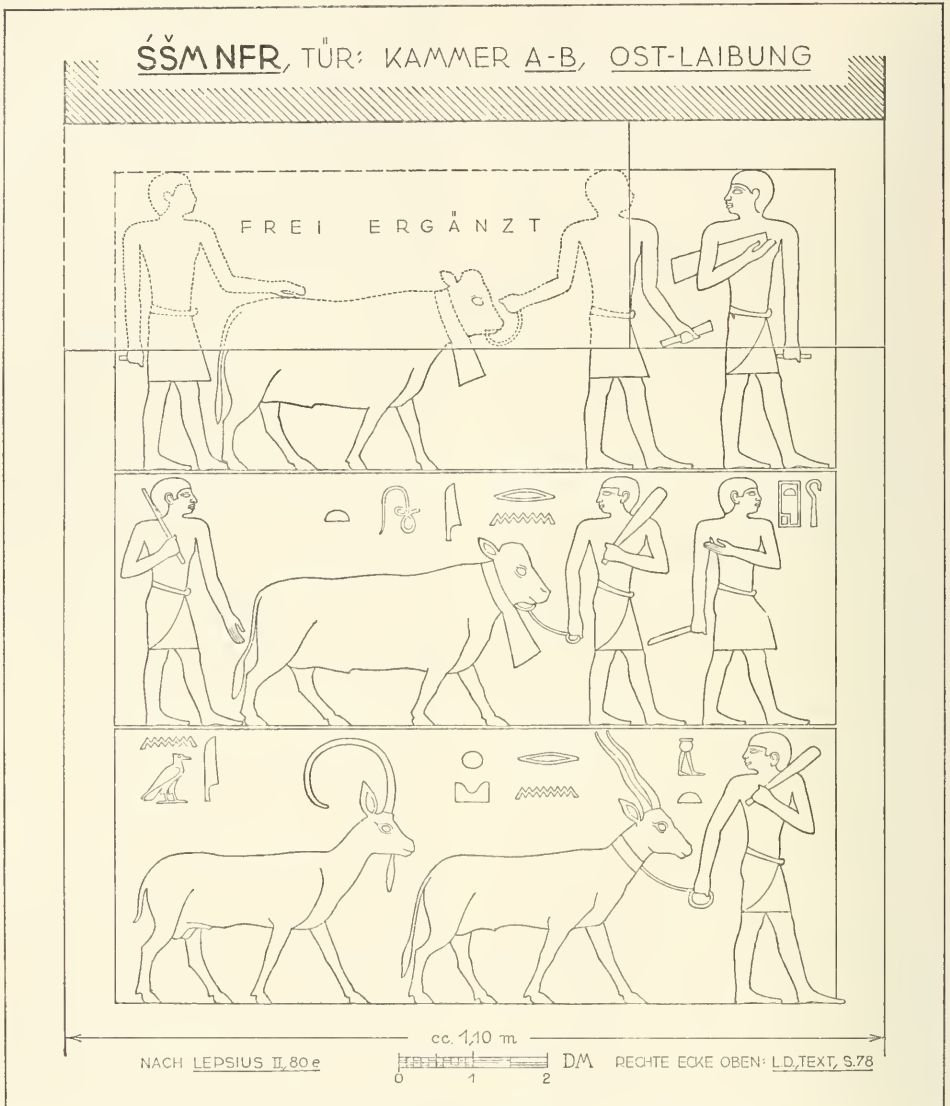 ŚŠMNFR, TÜR: KAMMER A-B, OST-LAIBUNG
FREI ERGÄNZT
cc. 1,10 m
NACH LEPSIUS II, 80 e
0 1 2 DM
RECHTE ECKE OBEN: L.D., TEXT, S.78